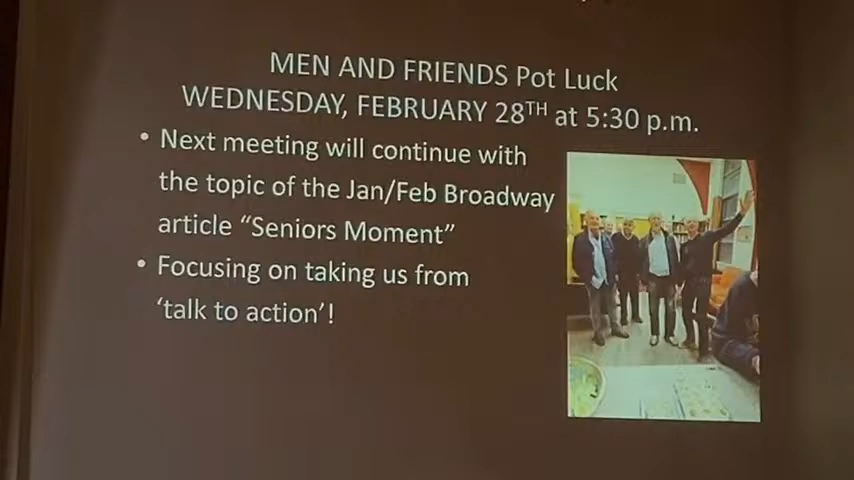 MEN AND FRIENDS Pot Luck
WEDNESDAY, FEBRUARY 28TH at 5:30 p.m.
• Next meeting will continue with
the topic of the Jan/Feb Broadway
article “Seniors Moment”
• Focusing on taking us from
‘talk to action’!